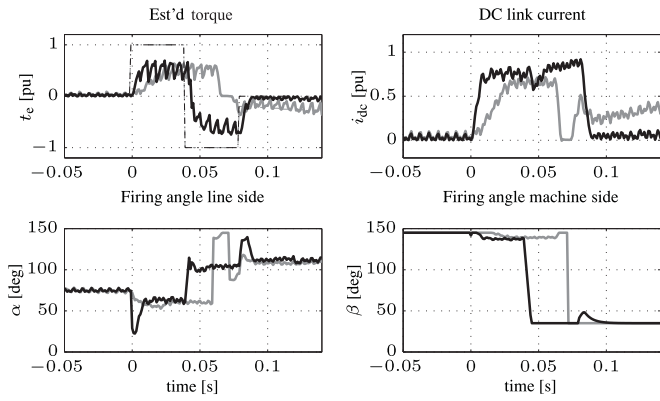 Est'd torque
DC link current
1
0
−1
tₑ [pu]
−0.05 0 0.05 0.1
1
0.5
0
i_dc [pu]
−0.05 0 0.05 0.1
Firing angle line side
Firing angle machine side
150
100
50
0
α [deg]
−0.05 0 0.05 0.1
time [s]
150
100
50
0
β [deg]
−0.05 0 0.05 0.1
time [s]